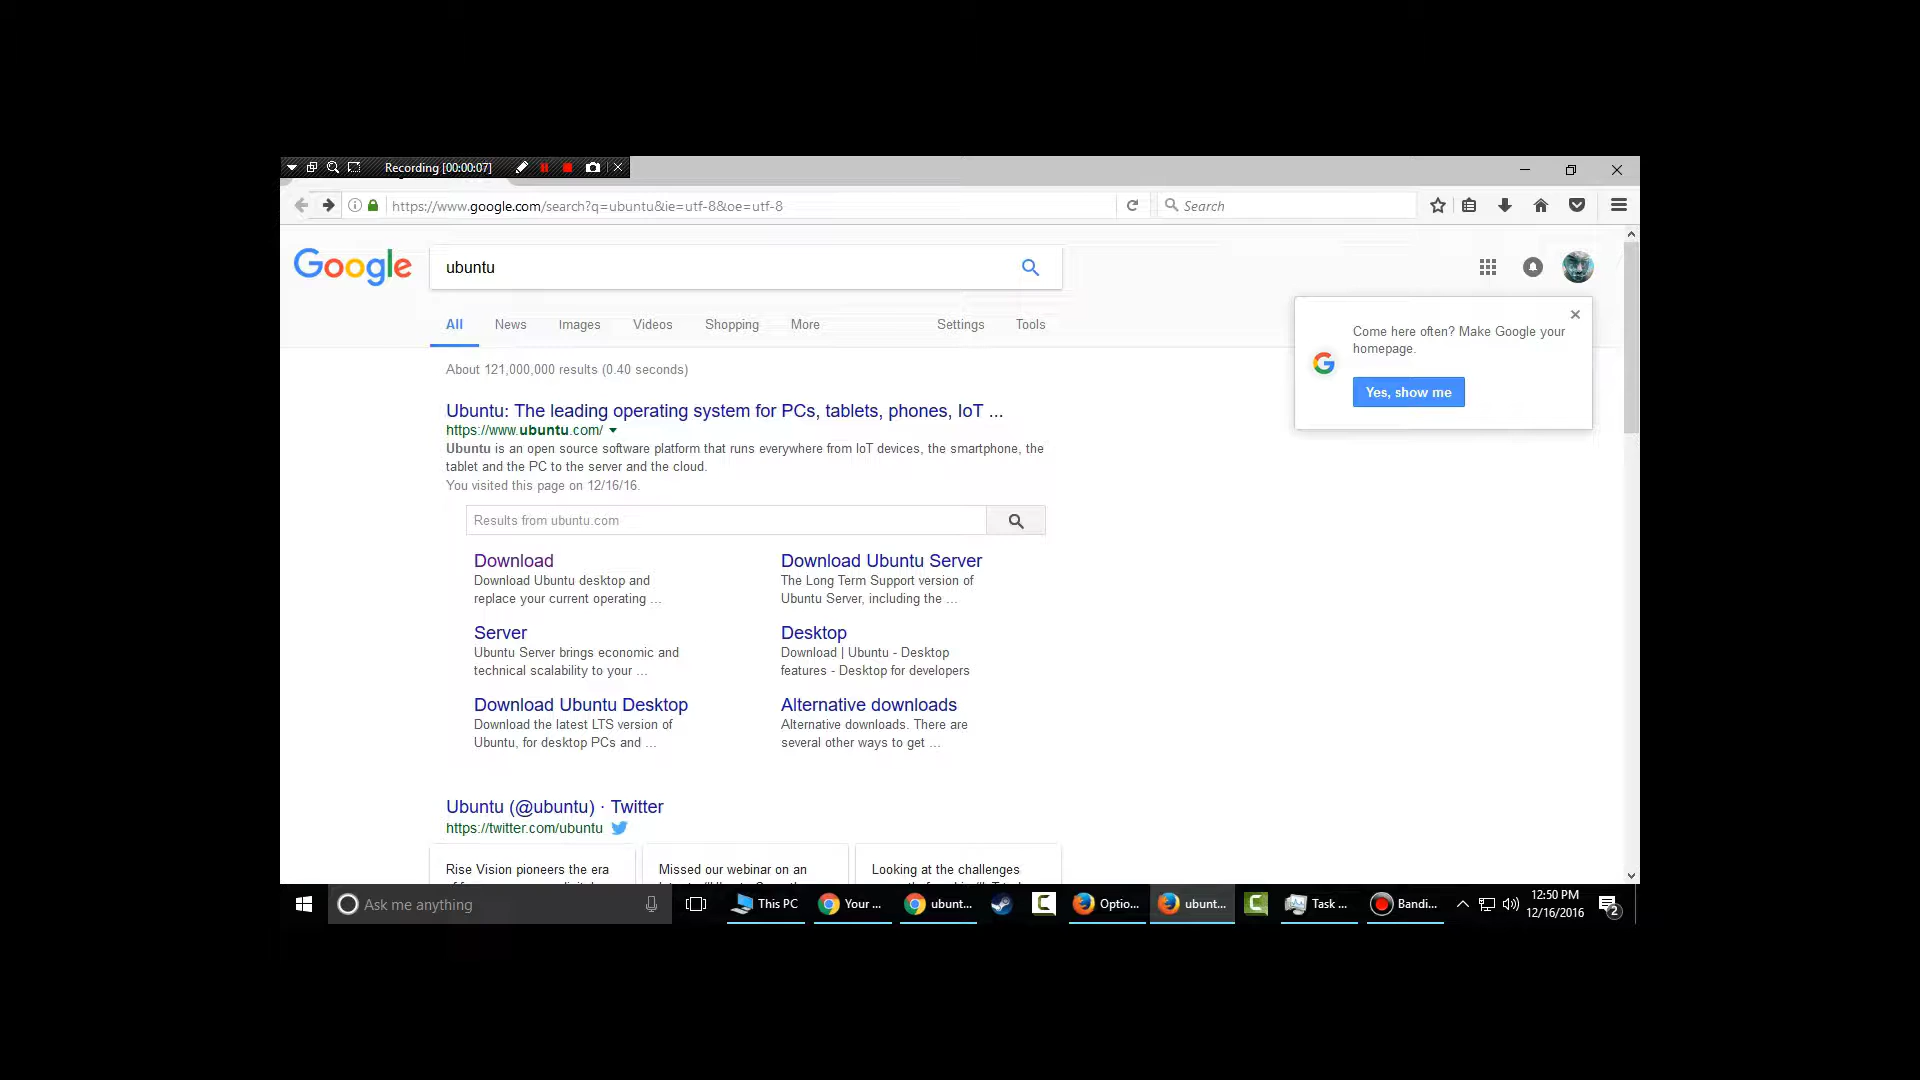 Recording [00:00:07]
https://www.google.com/search?q=ubuntu&ie=utf-8&oe=utf-8
Search
Google
ubuntu
All News Images Videos Shopping More Settings Tools
Come here often? Make Google your
homepage.
Yes, show me
About 121,000,000 results (0.40 seconds)
Ubuntu: The leading operating system for PCs, tablets, phones, IoT ...
https://www.ubuntu.com/
Ubuntu is an open source software platform that runs everywhere from IoT devices, the smartphone, the
tablet and the PC to the server and the cloud.
You visited this page on 12/16/16.
Results from ubuntu.com
Download
Download Ubuntu desktop and
replace your current operating ...
Download Ubuntu Server
The Long Term Support version of
Ubuntu Server, including the ...
Server
Ubuntu Server brings economic and
technical scalability to your ...
Desktop
Download | Ubuntu - Desktop
features - Desktop for developers
Download Ubuntu Desktop
Download the latest LTS version of
Ubuntu, for desktop PCs and ...
Alternative downloads
Alternative downloads. There are
several other ways to get ...
Ubuntu (@ubuntu) · Twitter
https://twitter.com/ubuntu
Rise Vision pioneers the era
Missed our webinar on an
Looking at the challenges
Ask me anything
This PC
Your ...
ubunt...
Optio...
ubunt...
Task ...
Bandi...
12:50 PM
12/16/2016
2